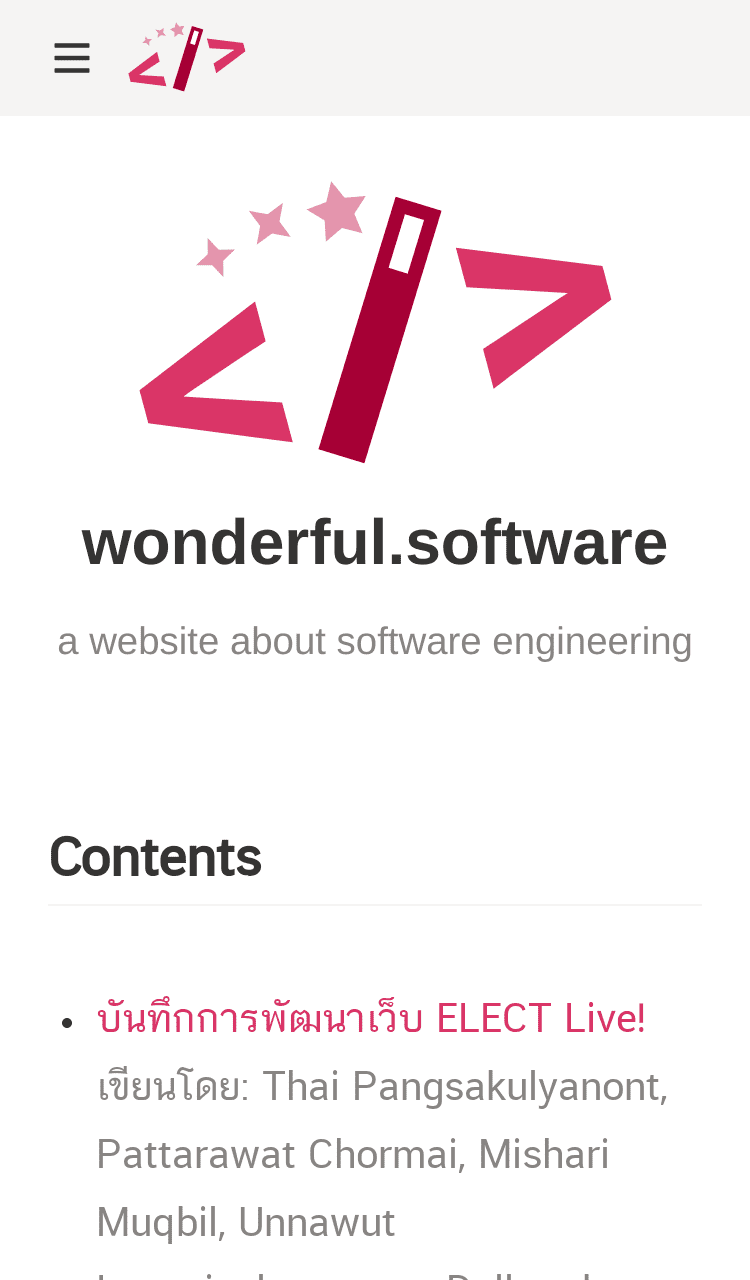 wonderful.software
a website about software engineering
Contents
บันทึกการพัฒนาเว็บ ELECT Live!
เขียนโดย: Thai Pangsakulyanont,
Pattarawat Chormai, Mishari
Muqbil, Unnawut